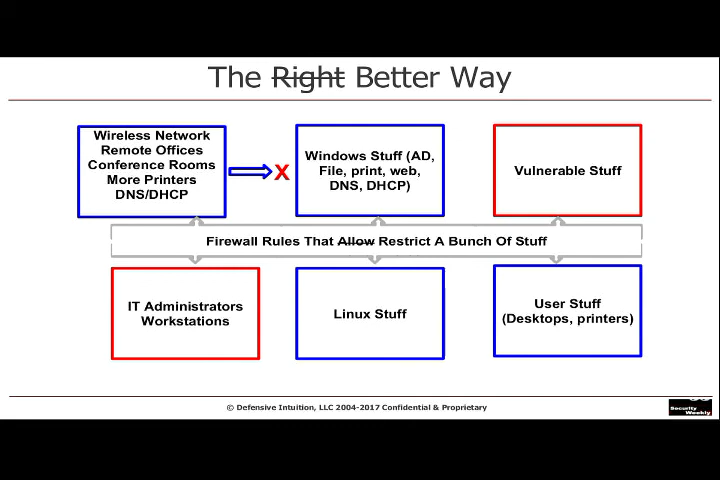 The Right Better Way
Wireless Network
Remote Offices
Conference Rooms
More Printers
DNS/DHCP
X
Windows Stuff (AD,
File, print, web,
DNS, DHCP)
Vulnerable Stuff
Firewall Rules That Allow Restrict A Bunch Of Stuff
IT Administrators
Workstations
Linux Stuff
User Stuff
(Desktops, printers)
© Defensive Intuition, LLC 2004-2017 Confidential & Proprietary
Security
Weekly